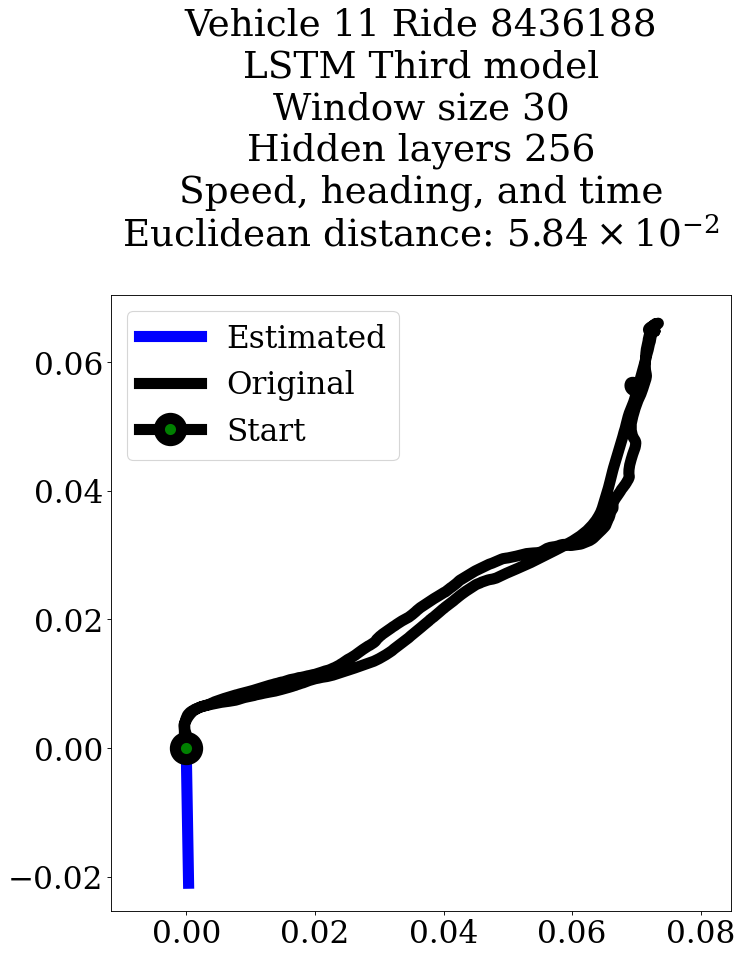 Vehicle 11 Ride 8436188
LSTM Third model
Window size 30
Hidden layers 256
Speed, heading, and time
Euclidean distance: 5.84 × 10⁻²
Estimated
Original
Start
0.06
0.04
0.02
0.00
−0.02
0.00 0.02 0.04 0.06 0.08